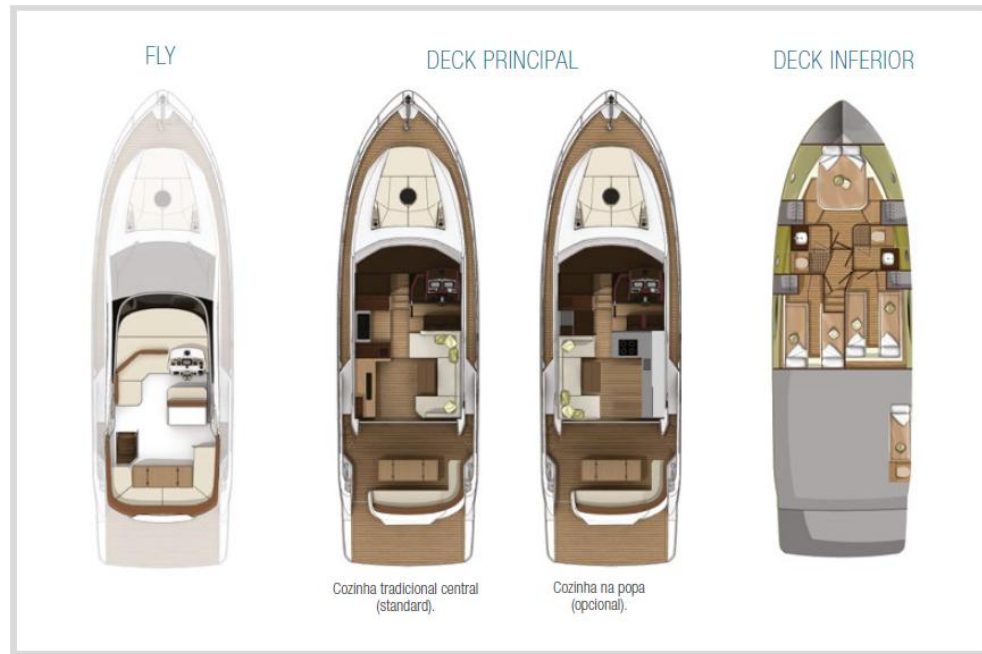 FLY
DECK PRINCIPAL
DECK INFERIOR
Cozinha tradicional central
(standard).
Cozinha na popa
(opcional).